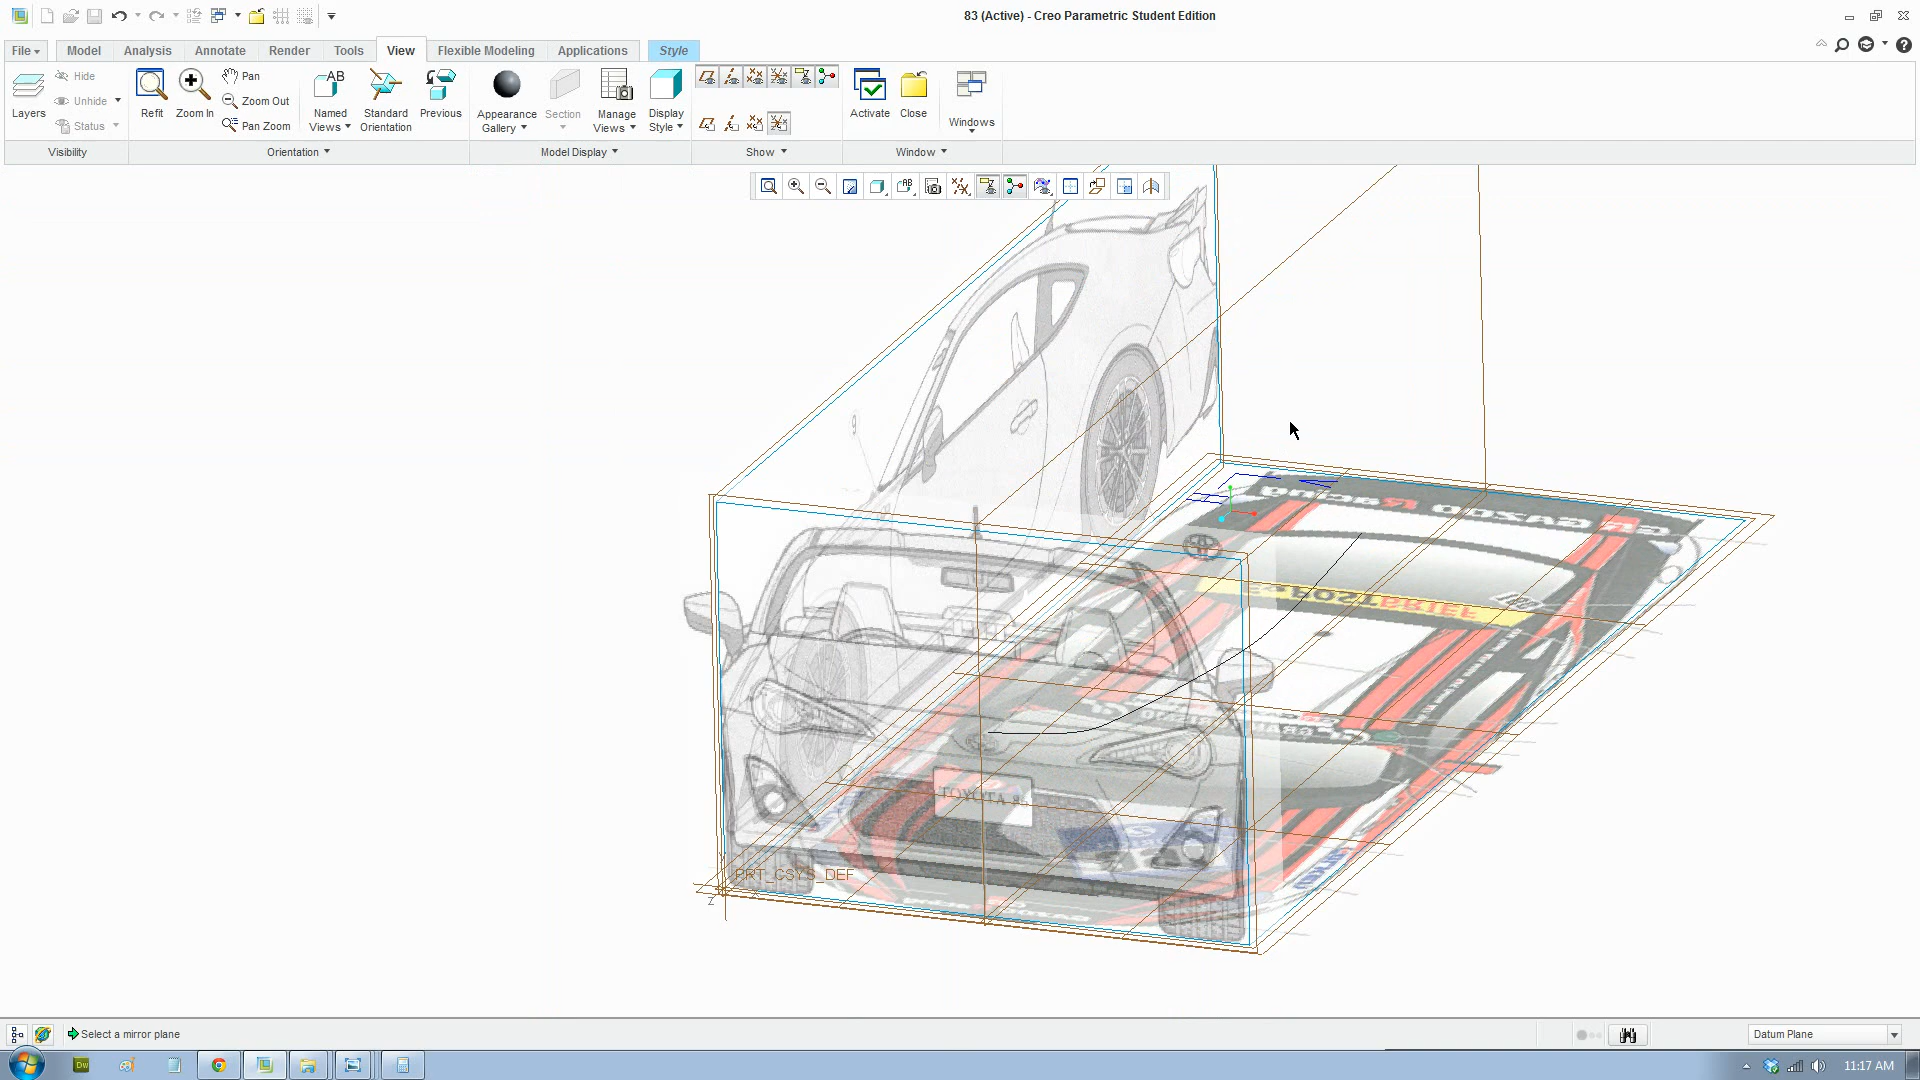 83 (Active) - Creo Parametric Student Edition
File Model Analysis Annotate Render Tools View Flexible Modeling Applications Style
Layers
Hide
Unhide
Status
Refit
Zoom In
Pan
Zoom Out
Pan Zoom
Named Views
Standard Orientation
Previous
Appearance Gallery
Section
Manage Views
Display Style
Activate
Close
Windows
Visibility Orientation Model Display Show Window
TOYOTA 8
PRT_CSYS_DEF
Z
Select a mirror plane
Datum Plane
Dw
11:17 AM